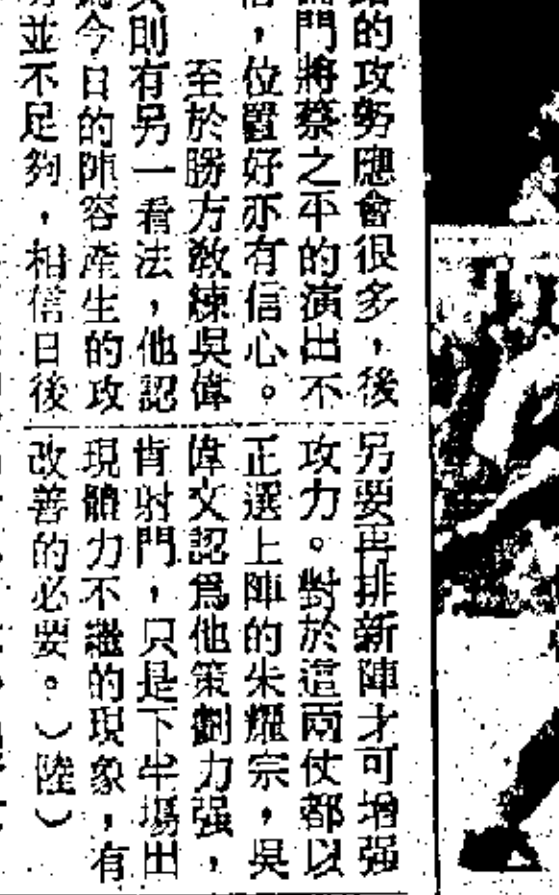 的攻勢應會很多，後
門將蔡之平的演出不
，位置好亦有信心。
至於勝方教練吳偉
則有另一看法，他認
今日的陣容產生的攻
並不足夠，相信日後
另要再排新陣才可增强
攻力。對於這兩仗都以
正選上陣的朱耀宗，吳
偉文認爲他策劃力强，
肯射門，只是下半場出
現體力不繼的現象，有
改善的必要。（陸）